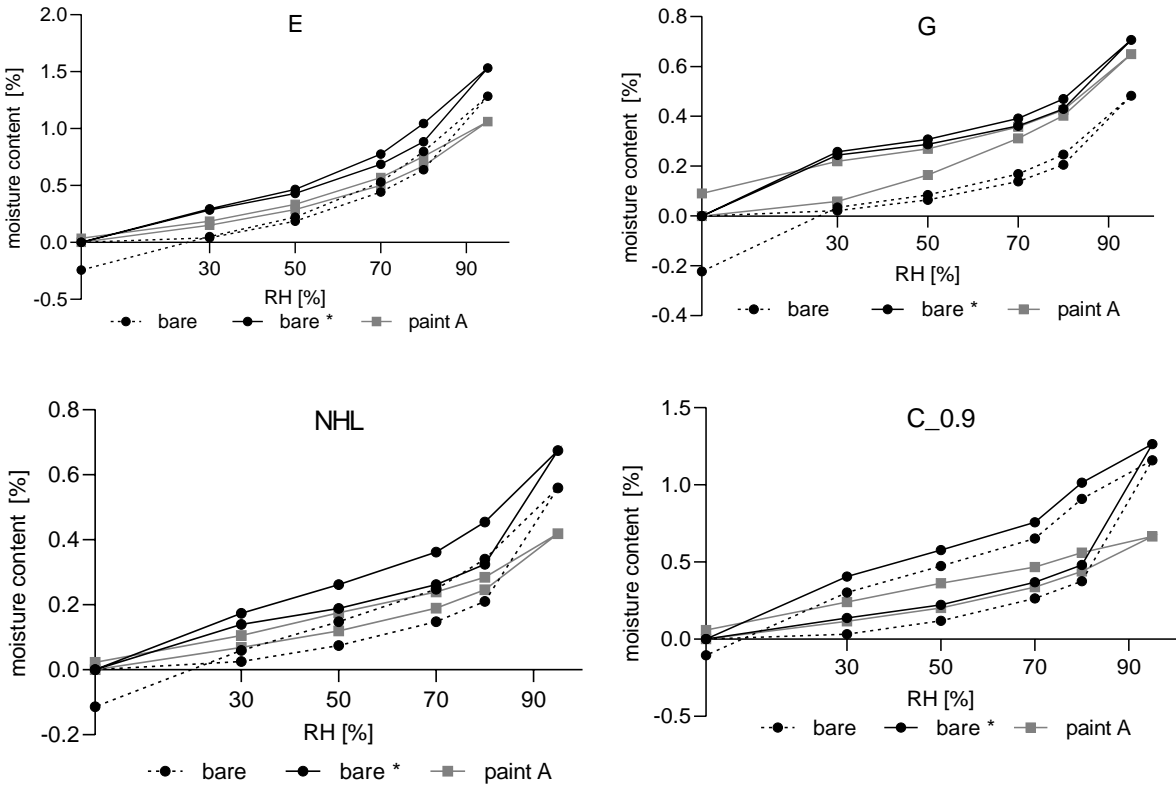 E
2.0
1.5
1.0
0.5
0.0
-0.5
moisture content [%]
30 50 70 90
RH [%]
bare bare * paint A
G
0.8
0.6
0.4
0.2
0.0
-0.2
-0.4
moisture content [%]
30 50 70 90
RH [%]
bare bare * paint A
NHL
0.8
0.6
0.4
0.2
0.0
-0.2
moisture content [%]
30 50 70 90
RH [%]
bare bare * paint A
C_0.9
1.5
1.0
0.5
0.0
-0.5
moisture content [%]
30 50 70 90
RH [%]
bare bare * paint A